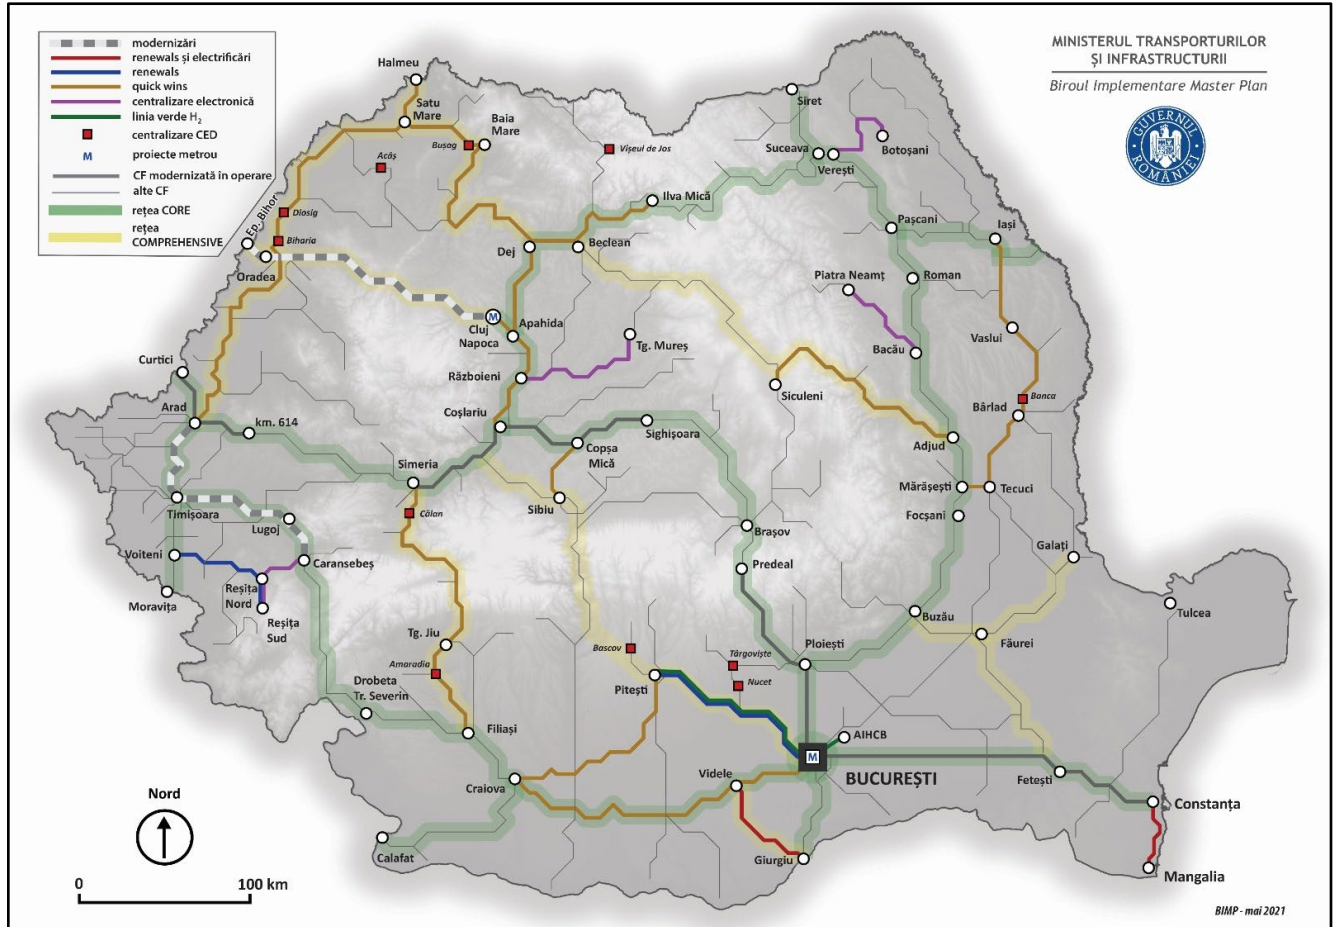 modernizări
renewals și electrificări
renewals
quick wins
centralizare electronică
linia verde H₂
centralizare CED
M proiecte metrou
CF modernizată în operare
alte CF
rețea CORE
rețea
COMPREHENSIVE
MINISTERUL TRANSPORTURILOR
ȘI INFRASTRUCTURII
Biroul Implementare Master Plan
GUVERNUL
ROMÂNIEI
Halmeu
Satu
Mare
Baia
Mare
Bușag
Acâș
Vișeul de Jos
Siret
Suceava
Verești
Botoșani
Ilva Mică
Diosig
Ep. Bihor
Biharia
Oradea
Dej
Beclean
Pașcani
Iași
Piatra Neamț
Roman
M
Cluj
Napoca
Apahida
Tg. Mureș
Bacău
Vaslui
Curtici
Războieni
Siculeni
Banca
Arad
km. 614
Coșlariu
Sighișoara
Bârlad
Copșa
Mică
Adjud
Simeria
Mărășești
Tecuci
Timișoara
Lugoj
Călan
Sibiu
Focșani
Brașov
Voiteni
Caransebeș
Predeal
Galați
Reșița
Nord
Moravița
Reșița
Sud
Tulcea
Buzău
Tg. Jiu
Ploiești
Făurei
Bascov
Târgoviște
Amaradia
Nucet
Pitești
Drobeta
Tr. Severin
Filiași
AIHCB
M
BUCUREȘTI
Videle
Fetești
Craiova
Constanța
Nord
Calafat
Giurgiu
Mangalia
0
100 km
BIMP - mai 2021